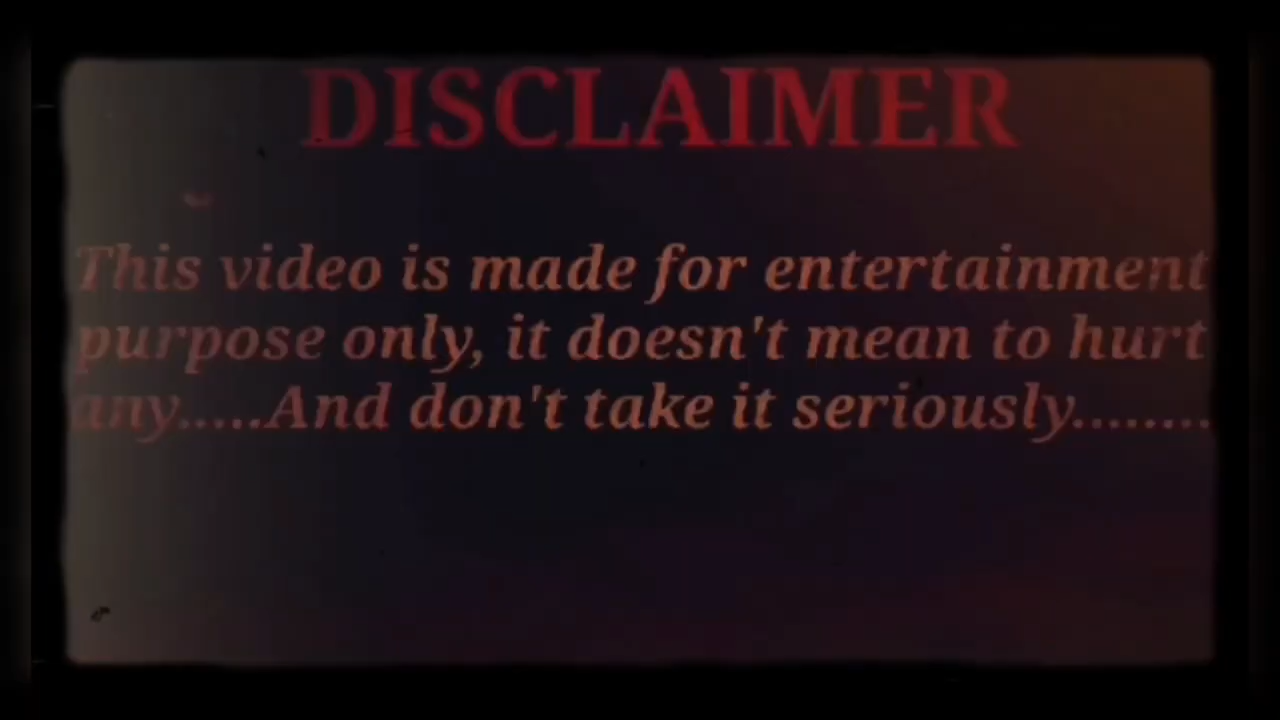 DISCLAIMER
This video is made for entertainment
purpose only, it doesn't mean to hurt
any.....And don't take it seriously........